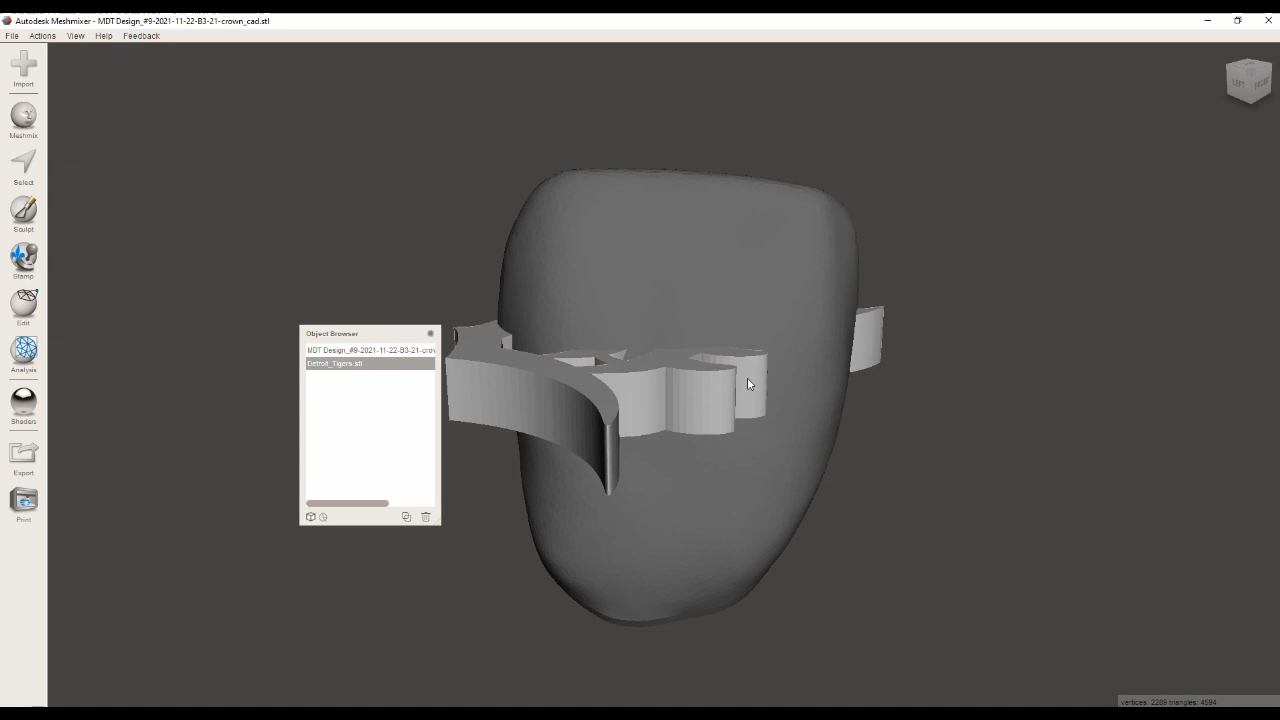 Autodesk Meshmixer - MDT Design_#9-2021-11-22-B3-21-crown_cad.stl
File Actions View Help Feedback
Import
Meshmix
Select
Sculpt
Stamp
Edit
Analysis
Shaders
Export
Print
Object Browser
MDT Design_#9-2021-11-22-B3-21-crov
Detroit_Tigers.stl
LEFT FRONT
vertices: 2289 triangles: 4594